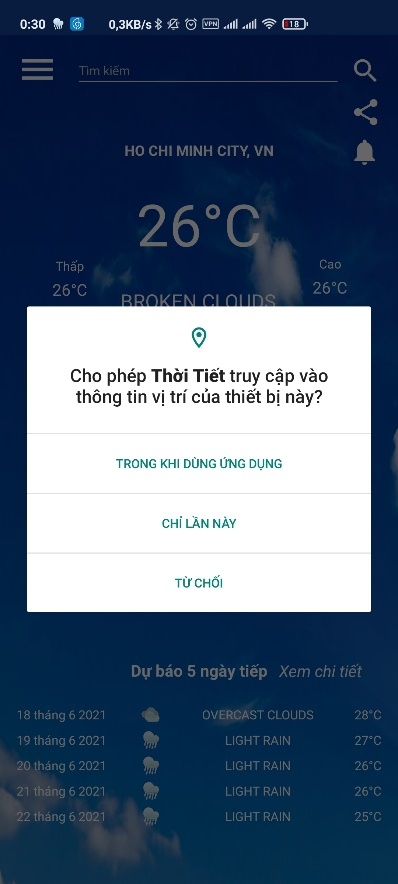 0:30 0,3KB/s VPN 18
Tìm kiếm
HO CHI MINH CITY, VN
26°C
Thấp Cao
26°C 26°C
BROKEN CLOUDS
Cho phép Thời Tiết truy cập vào
thông tin vị trí của thiết bị này?
TRONG KHI DÙNG ỨNG DỤNG
CHỈ LẦN NÀY
TỪ CHỐI
Dự báo 5 ngày tiếp Xem chi tiết
18 tháng 6 2021 OVERCAST CLOUDS 28°C
19 tháng 6 2021 LIGHT RAIN 27°C
20 tháng 6 2021 LIGHT RAIN 26°C
21 tháng 6 2021 LIGHT RAIN 26°C
22 tháng 6 2021 LIGHT RAIN 25°C